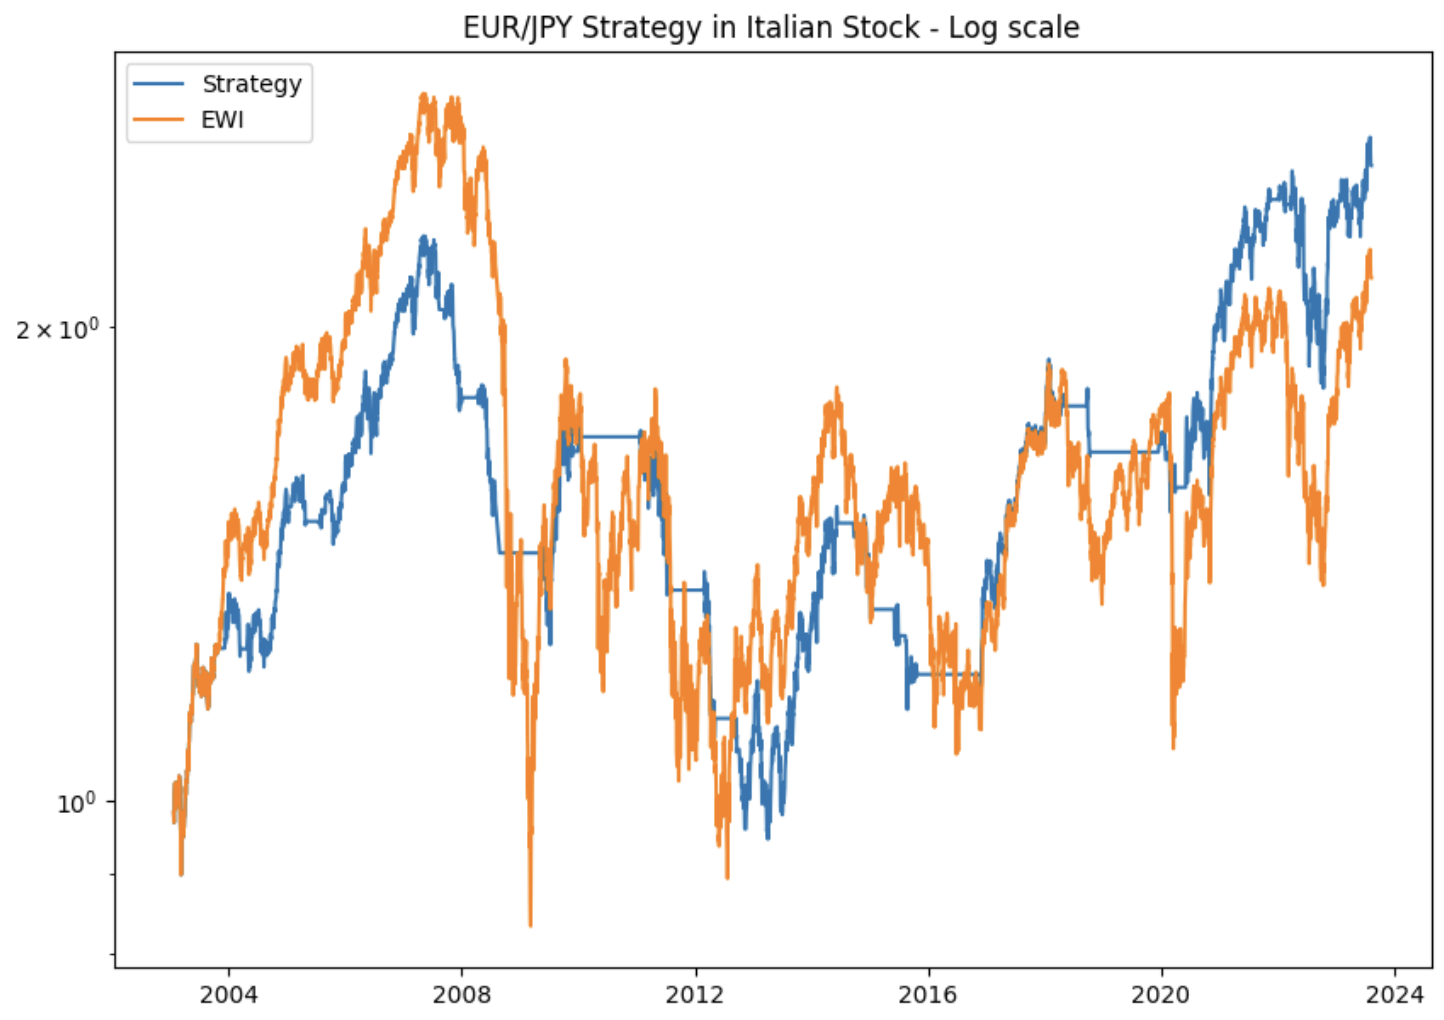 EUR/JPY Strategy in Italian Stock - Log scale
Strategy
EWI
2 × 10⁰
10⁰
2004 2008 2012 2016 2020 2024